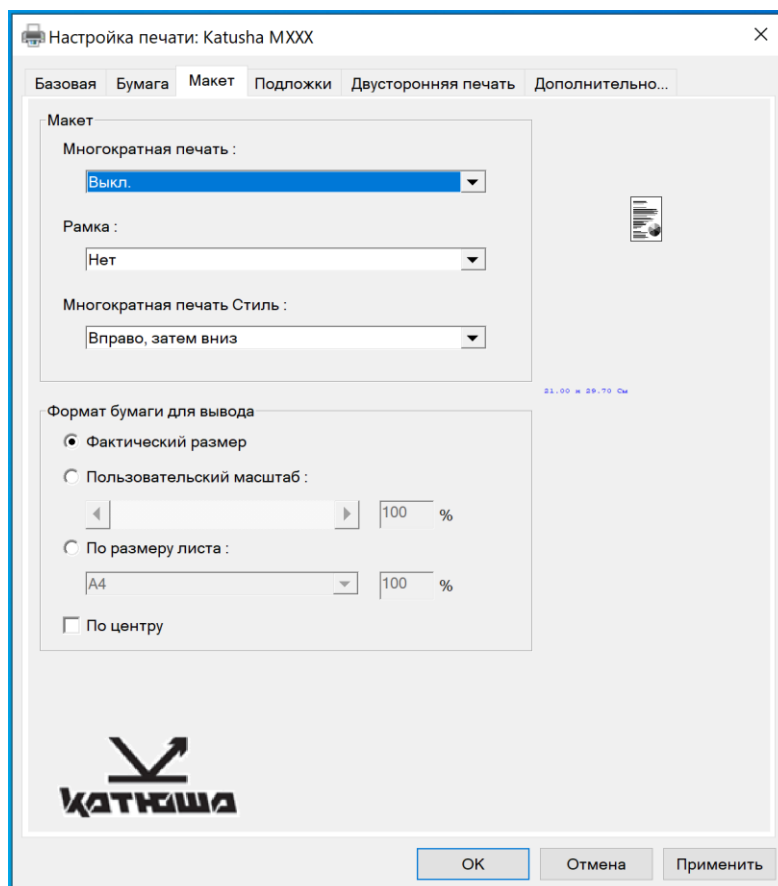 Настройка печати: Katusha MXXX
Базовая Бумага Макет Подложки Двусторонняя печать Дополнительно...
Макет
Многократная печать :
Выкл.
Рамка :
Нет
Многократная печать Стиль :
Вправо, затем вниз
21.00 x 29.70 См
Формат бумаги для вывода
Фактический размер
Пользовательский масштаб :
100 %
По размеру листа :
A4 100 %
По центру
катюша
OK Отмена Применить